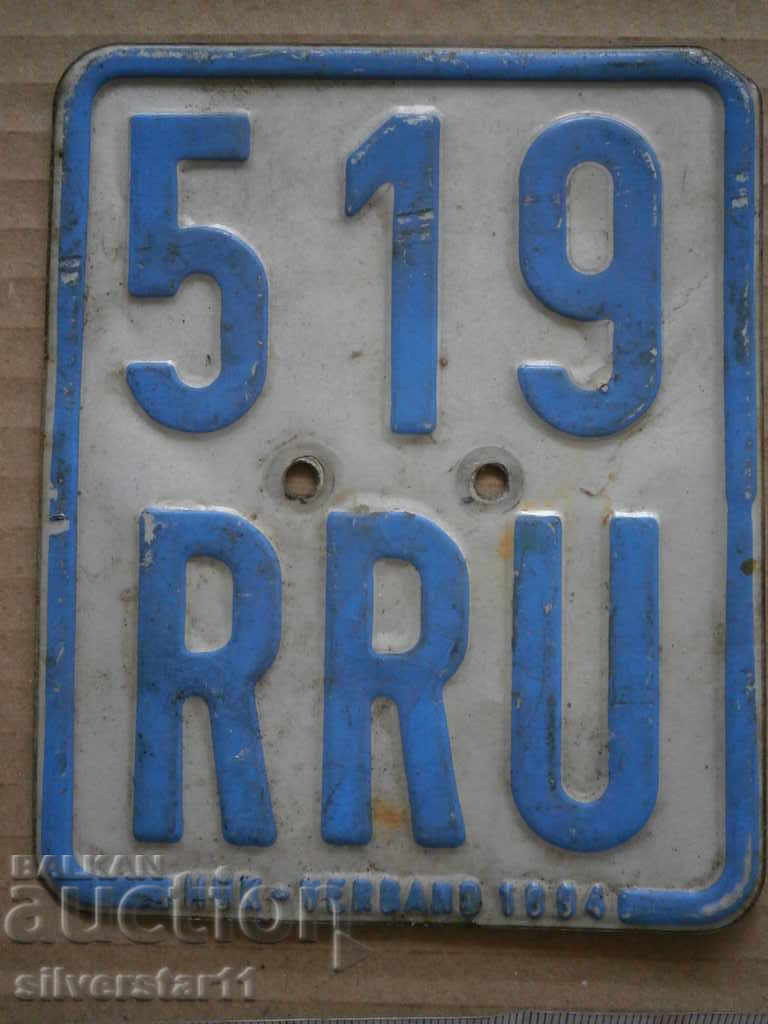 519
RRU
HUK-VERBAND 1994
BALKAN
auction
silverstar11